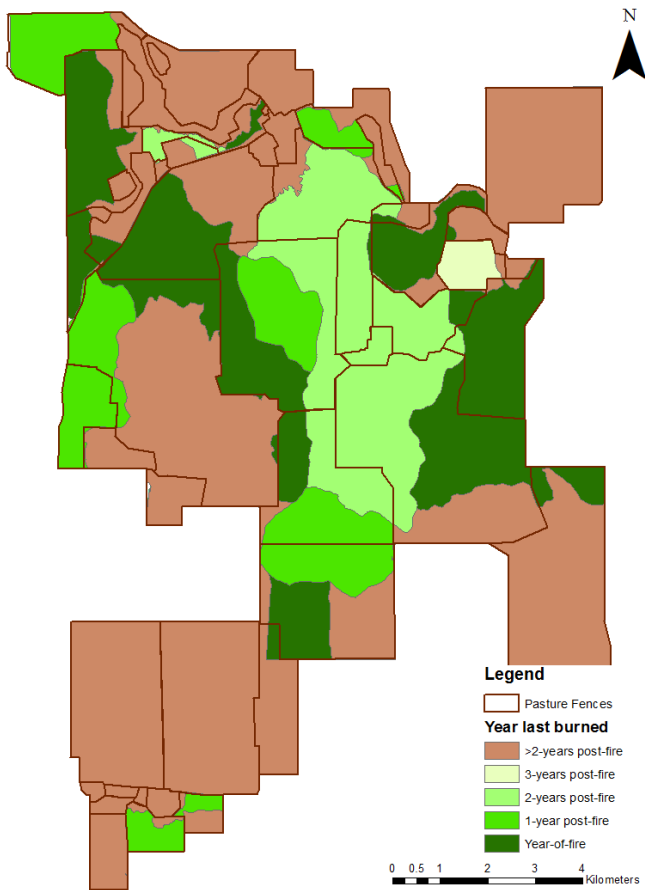 N
Legend
Pasture Fences
Year last burned
>2-years post-fire
3-years post-fire
2-years post-fire
1-year post-fire
Year-of-fire
0 0.5 1 2 3 4
Kilometers